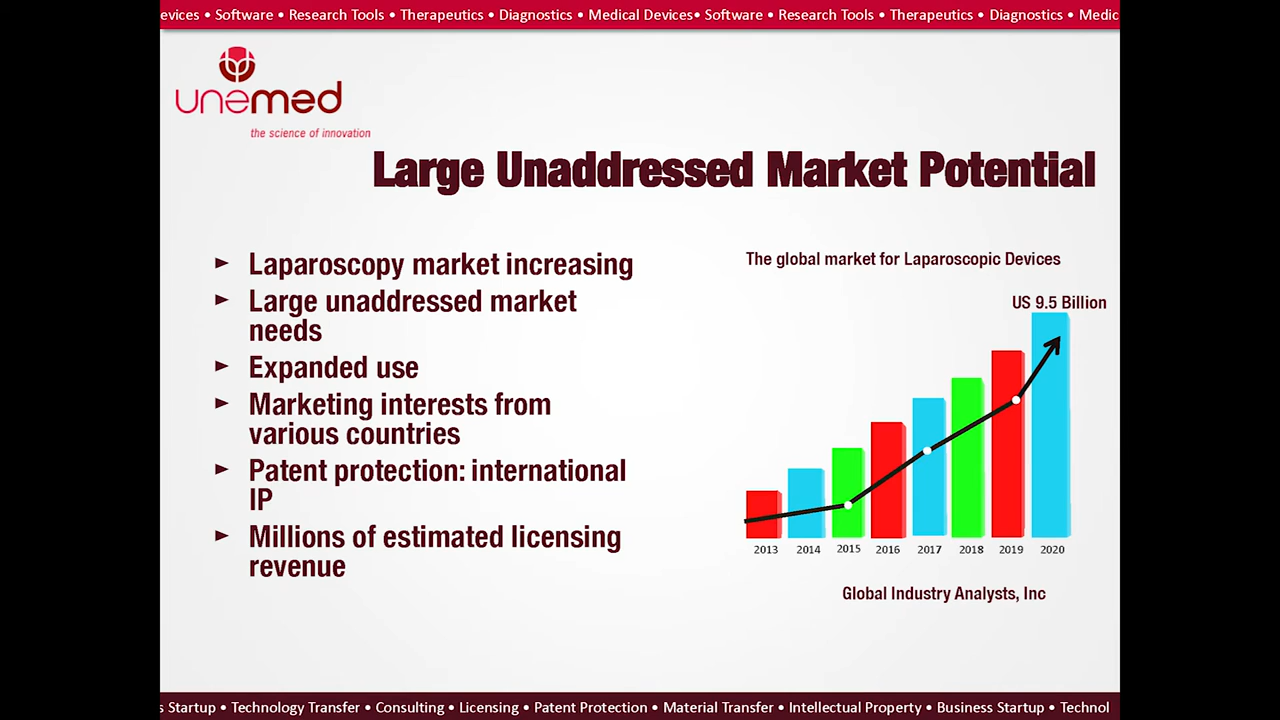 evices • Software • Research Tools • Therapeutics • Diagnostics • Medical Devices• Software • Research Tools • Therapeutics • Diagnostics • Medic
unemed
the science of innovation
Large Unaddressed Market Potential
► Laparoscopy market increasing
► Large unaddressed market
needs
► Expanded use
► Marketing interests from
various countries
► Patent protection: international
IP
► Millions of estimated licensing
revenue
The global market for Laparoscopic Devices
US 9.5 Billion
2013 2014 2015 2016 2017 2018 2019 2020
Global Industry Analysts, Inc
s Startup • Technology Transfer • Consulting • Licensing • Patent Protection • Material Transfer • Intellectual Property • Business Startup • Technol